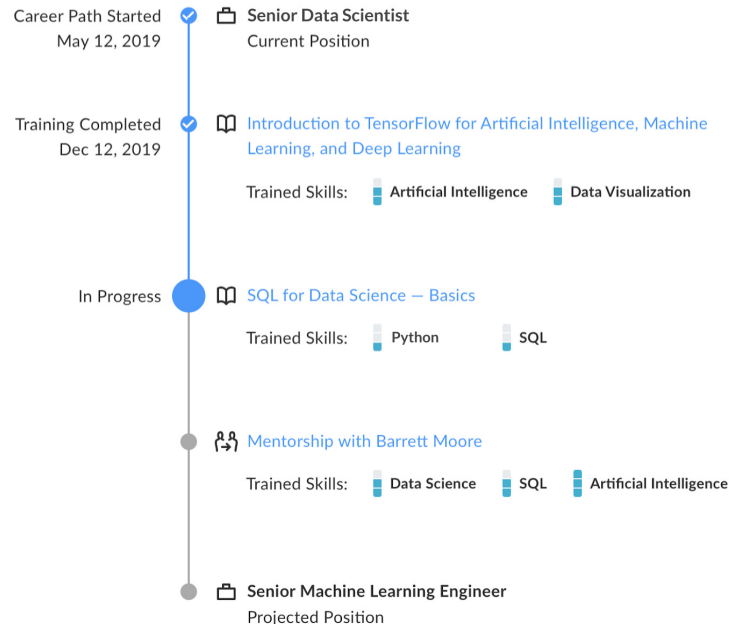 Career Path Started
May 12, 2019
Senior Data Scientist
Current Position
Training Completed
Dec 12, 2019
Introduction to TensorFlow for Artificial Intelligence, Machine
Learning, and Deep Learning
Trained Skills: Artificial Intelligence Data Visualization
In Progress
SQL for Data Science — Basics
Trained Skills: Python SQL
Mentorship with Barrett Moore
Trained Skills: Data Science SQL Artificial Intelligence
Senior Machine Learning Engineer
Projected Position